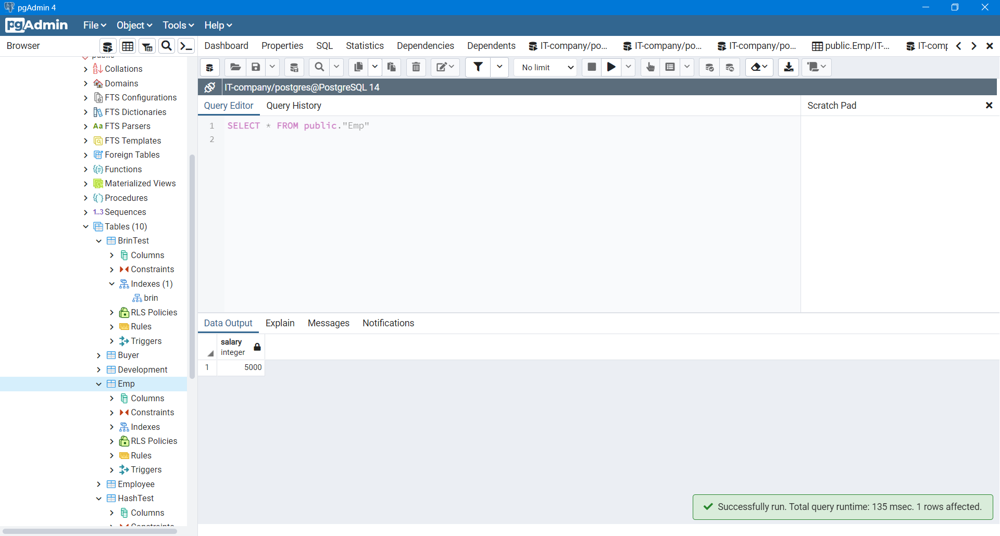 pgAdmin 4
pgAdmin File Object Tools Help
Browser
Dashboard Properties SQL Statistics Dependencies Dependents IT-company/po... IT-company/po... IT-company/po... public.Emp/IT-... IT-comp
public
Collations
Domains
FTS Configurations
FTS Dictionaries
Aa FTS Parsers
FTS Templates
Foreign Tables
Functions
Materialized Views
Procedures
1..3 Sequences
Tables (10)
BrinTest
Columns
Constraints
Indexes (1)
brin
RLS Policies
Rules
Triggers
Buyer
Development
Emp
Columns
Constraints
Indexes
RLS Policies
Rules
Triggers
Employee
HashTest
Columns
Constraints
No limit
IT-company/postgres@PostgreSQL 14
Query Editor Query History
Scratch Pad
1 SELECT * FROM public."Emp"
2
Data Output Explain Messages Notifications
salary
integer
1 5000
Successfully run. Total query runtime: 135 msec. 1 rows affected.